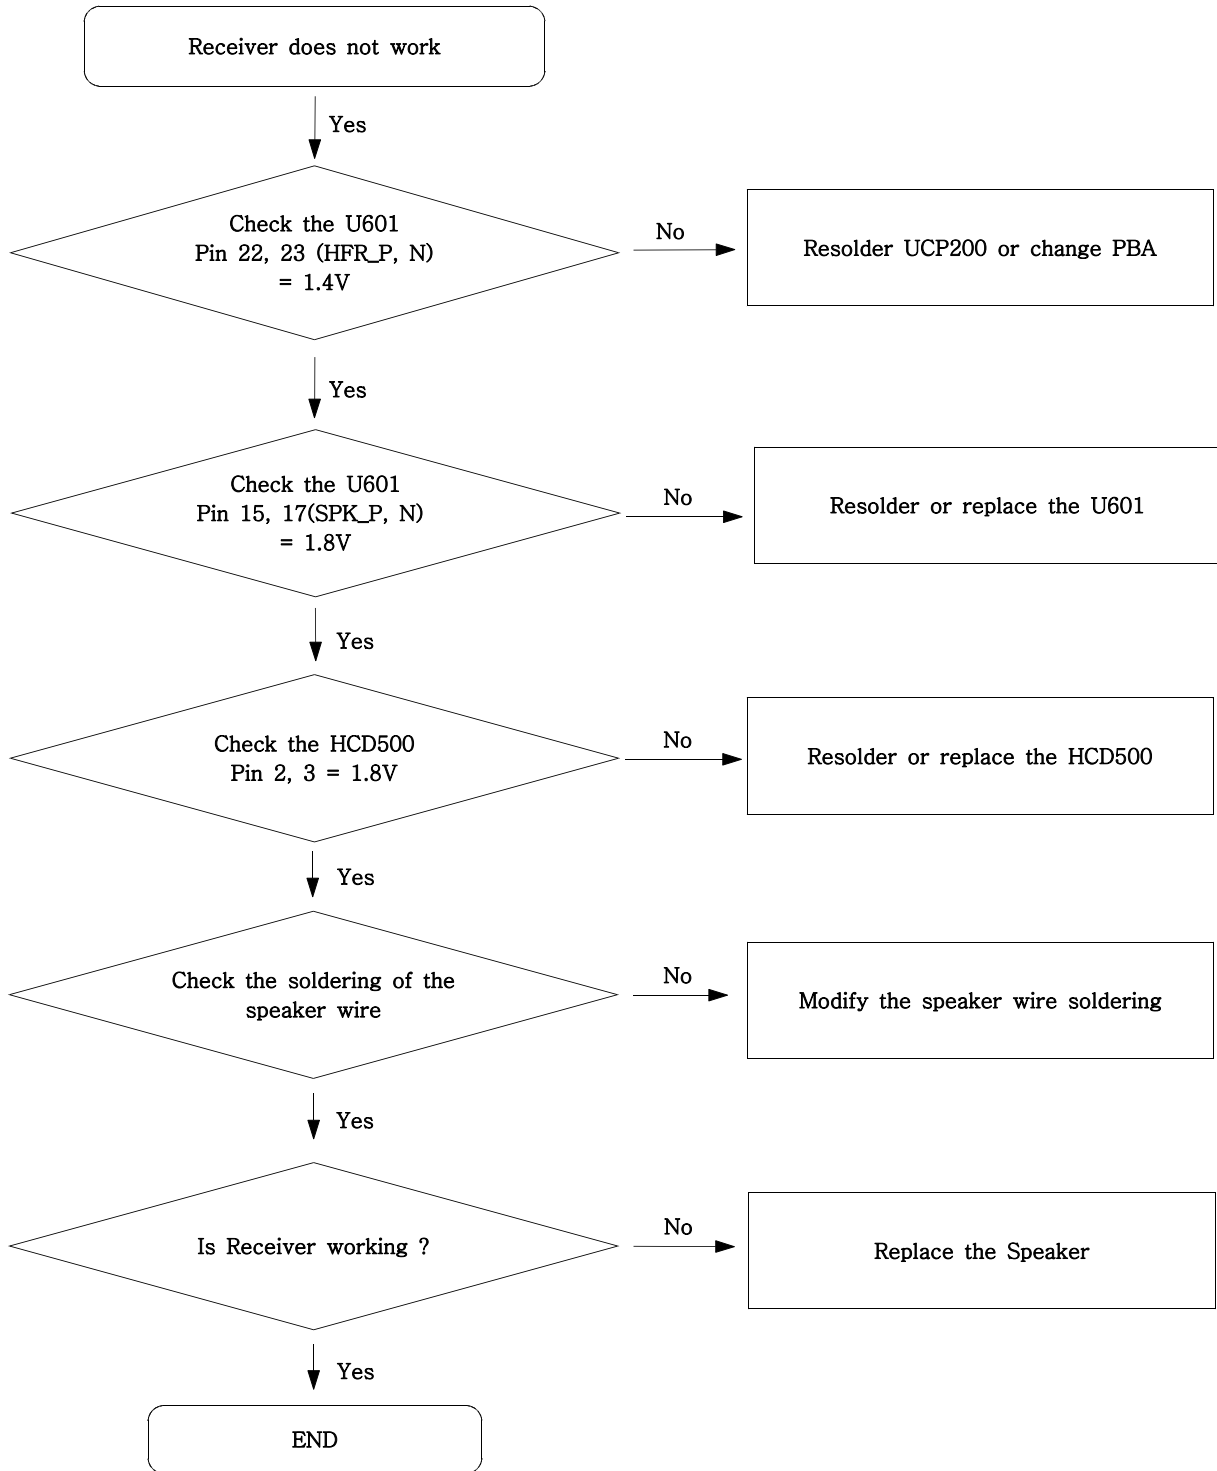 Receiver does not work
Yes
Check the U601
Pin 22, 23 (HFR_P, N)
= 1.4V
No
Resolder UCP200 or change PBA
Yes
Check the U601
Pin 15, 17(SPK_P, N)
= 1.8V
No
Resolder or replace the U601
Yes
Check the HCD500
Pin 2, 3 = 1.8V
No
Resolder or replace the HCD500
Yes
Check the soldering of the
speaker wire
No
Modify the speaker wire soldering
Yes
Is Receiver working ?
No
Replace the Speaker
Yes
END